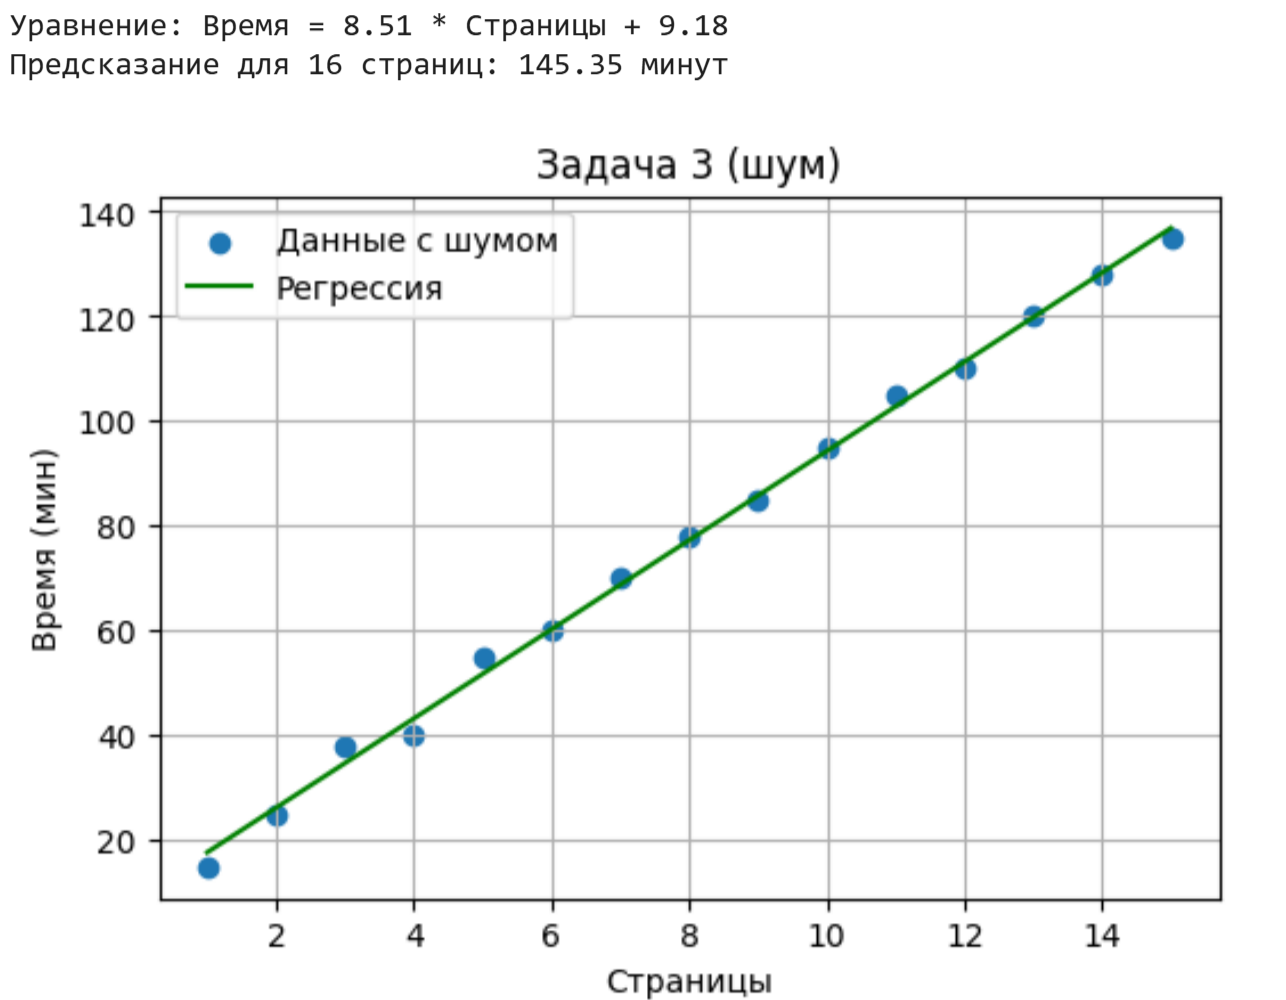 Уравнение: Время = 8.51 * Страницы + 9.18
Предсказание для 16 страниц: 145.35 минут
Задача 3 (шум)
Данные с шумом
Регрессия
140
120
100
80
60
40
20
Время (мин)
2 4 6 8 10 12 14
Страницы